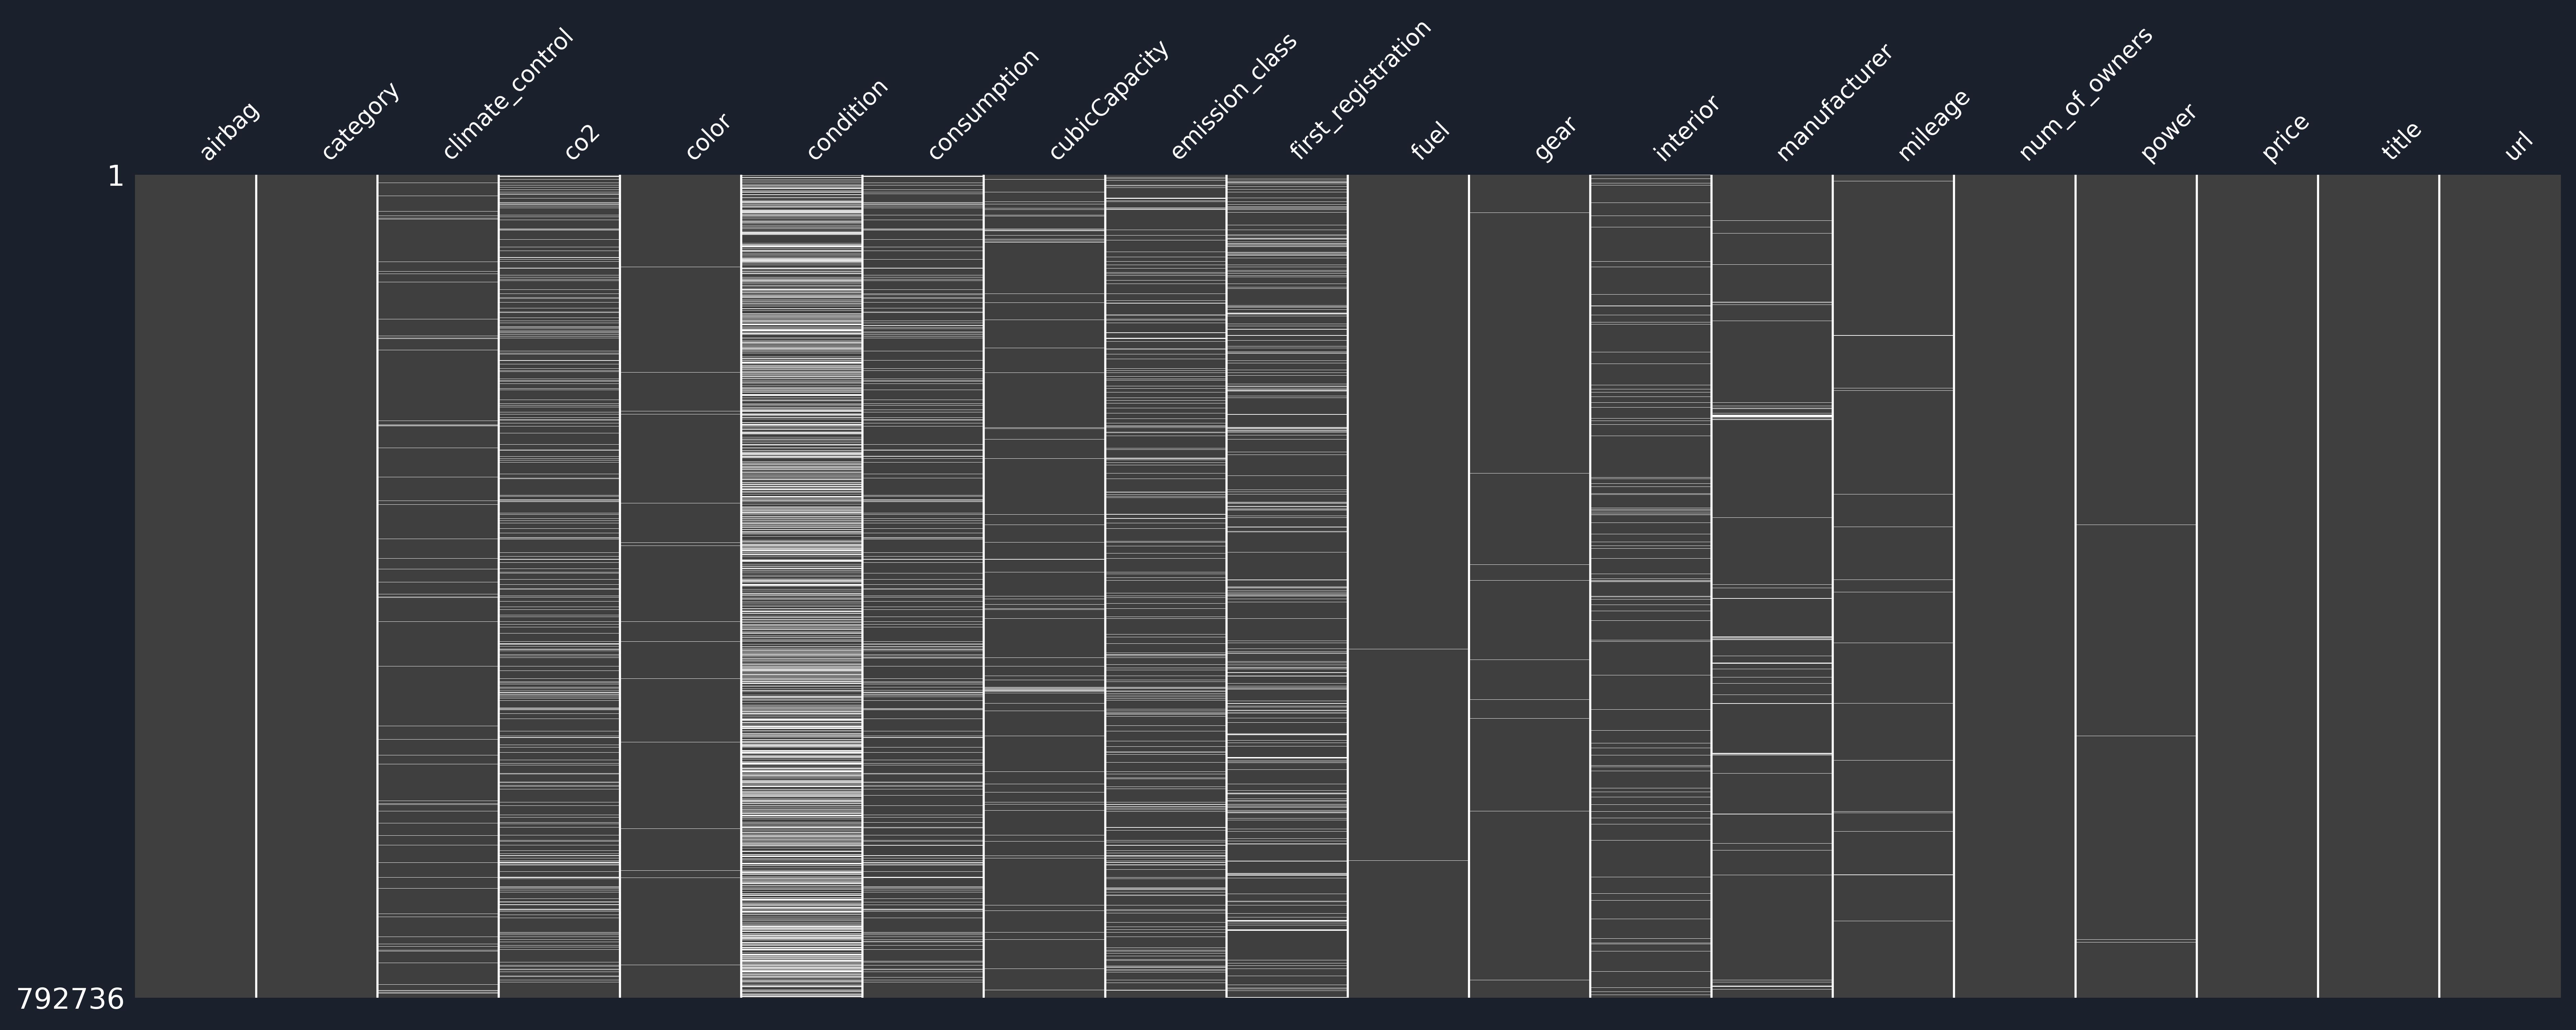 airbag
category
climate_control
co2
color
condition
consumption
cubicCapacity
emission_class
first_registration
fuel
gear
interior
manufacturer
mileage
num_of_owners
power
price
title
url
1
792736